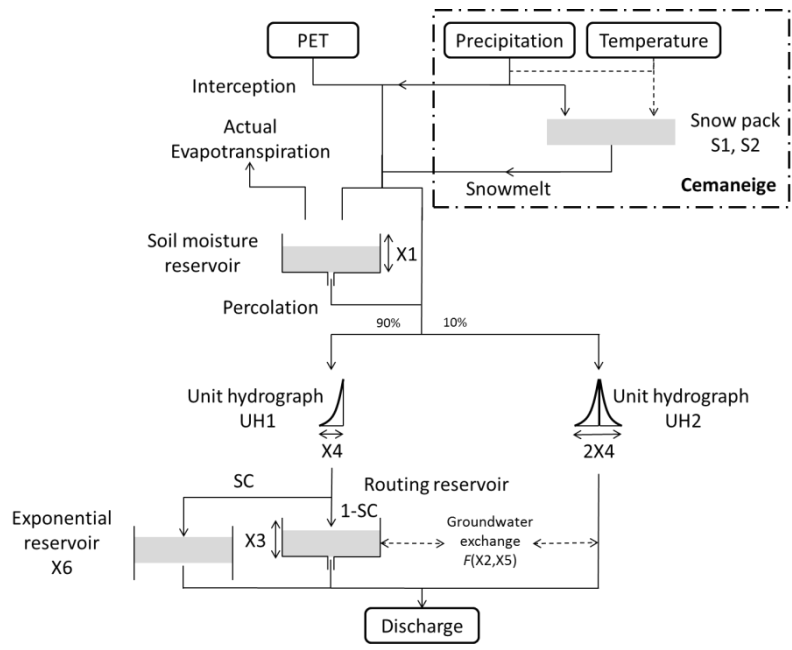 PET
Precipitation
Temperature
Interception
Actual
Evapotranspiration
Snow pack
S1, S2
Snowmelt
Cemaneige
Soil moisture
reservoir
X1
Percolation
90%
10%
Unit hydrograph
UH1
X4
Unit hydrograph
UH2
2X4
SC
Routing reservoir
1-SC
Exponential
reservoir
X6
X3
Groundwater
exchange
F(X2,X5)
Discharge